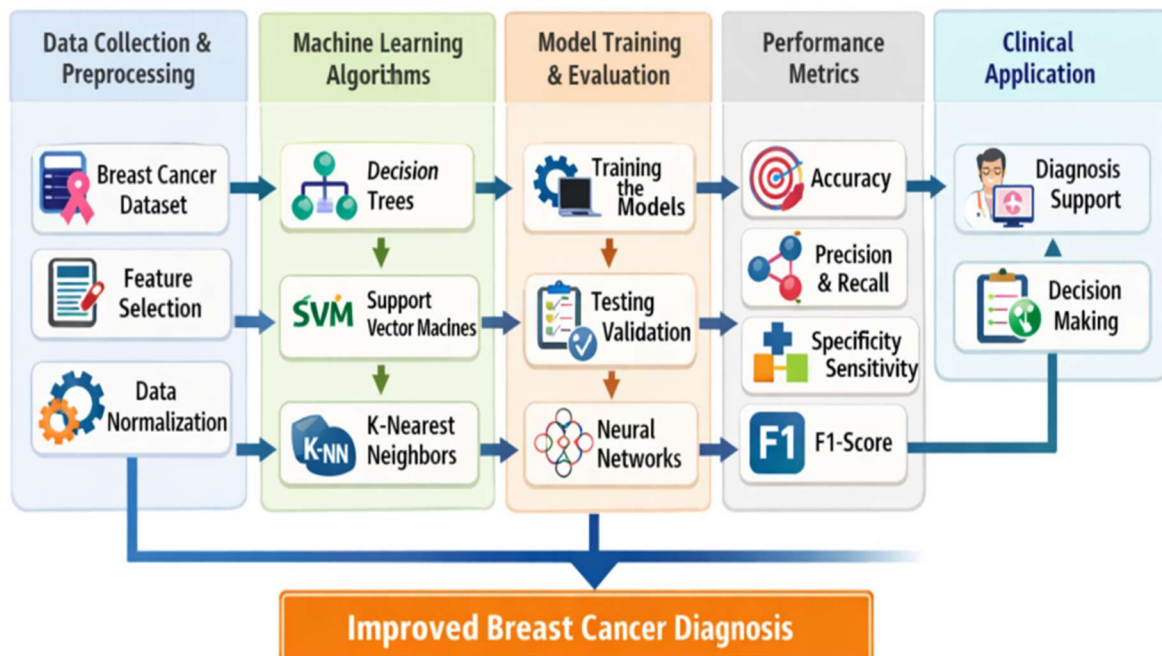 Data Collection &
Preprocessing
Machine Learning
Algorithms
Model Training
& Evaluation
Performance
Metrics
Clinical
Application
Breast Cancer
Dataset
Feature
Selection
Data
Normalization
Decision
Trees
SVM
Support
Vector Macines
K-NN
K-Nearest
Neighbors
Training
the
Models
Testing
Validation
Neural
Networks
Accuracy
Precision
& Recall
Specificity
Sensitivity
F1
F1-Score
Diagnosis
Support
Decision
Making
Improved Breast Cancer Diagnosis